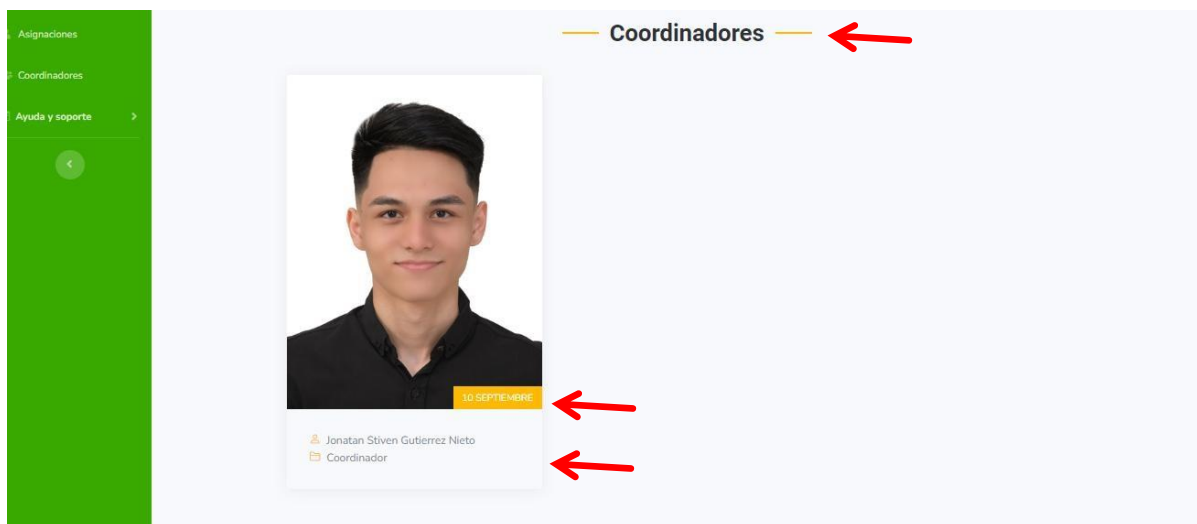 Asignaciones
Coordinadores
Ayuda y soporte
Coordinadores
10 SEPTIEMBRE
Jonatan Stiven Gutierrez Nieto
Coordinador